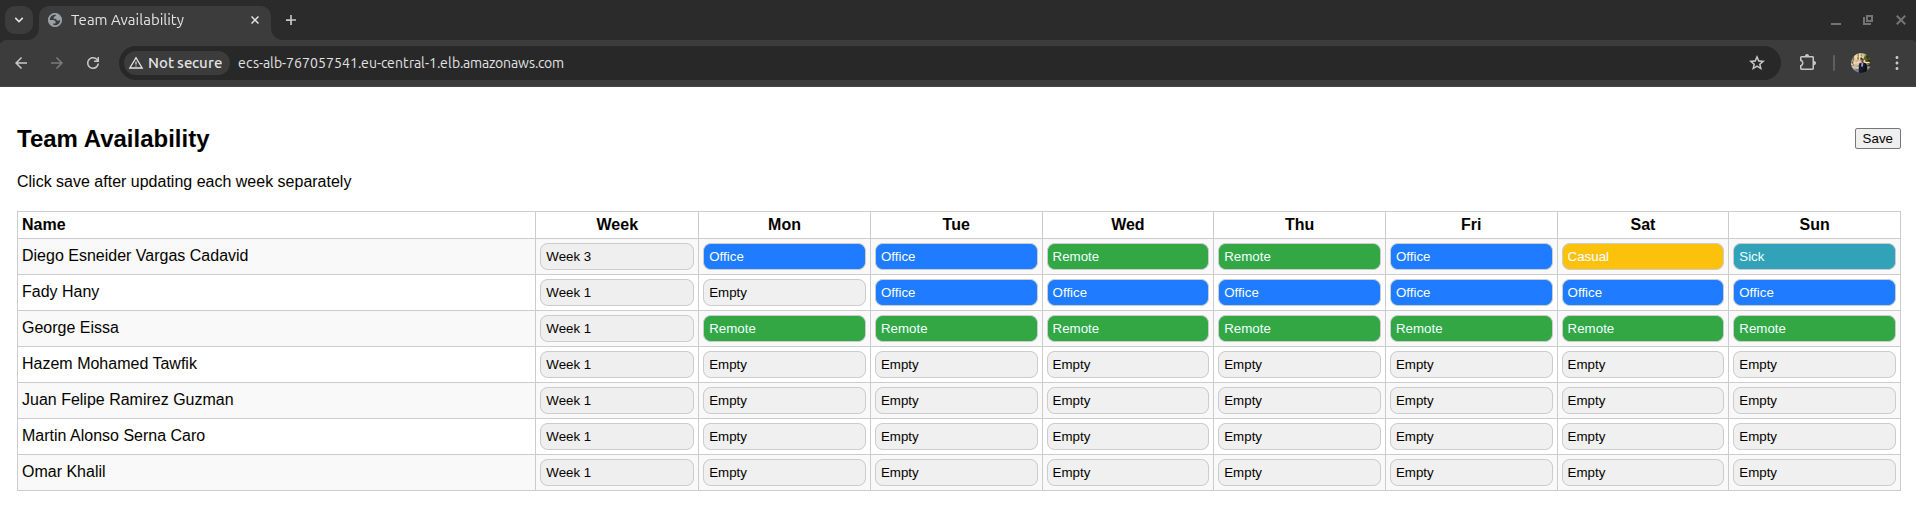 Team Availability
Not secure ecs-alb-767057541.eu-central-1.elb.amazonaws.com
Team Availability Save
Click save after updating each week separately
Name Week Mon Tue Wed Thu Fri Sat Sun
Diego Esneider Vargas Cadavid Week 3 Office Office Remote Remote Office Casual Sick
Fady Hany Week 1 Empty Office Office Office Office Office Office
George Eissa Week 1 Remote Remote Remote Remote Remote Remote Remote
Hazem Mohamed Tawfik Week 1 Empty Empty Empty Empty Empty Empty Empty
Juan Felipe Ramirez Guzman Week 1 Empty Empty Empty Empty Empty Empty Empty
Martin Alonso Serna Caro Week 1 Empty Empty Empty Empty Empty Empty Empty
Omar Khalil Week 1 Empty Empty Empty Empty Empty Empty Empty